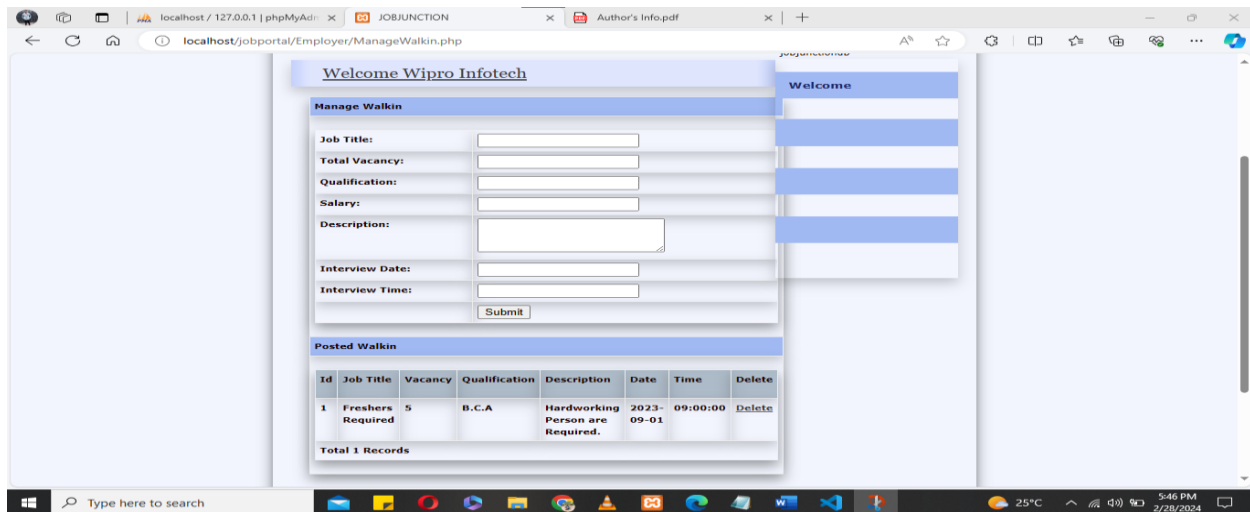 localhost / 127.0.0.1 | phpMyAdn
JOBJUNCTION
Author's Info.pdf
localhost/jobportal/Employer/ManageWalkin.php
Welcome Wipro Infotech
Welcome
Manage Walkin
Job Title:
Total Vacancy:
Qualification:
Salary:
Description:
Interview Date:
Interview Time:
Submit
Posted Walkin
Id Job Title Vacancy Qualification Description Date Time Delete
1 Freshers 5 B.C.A Hardworking 2023- 09:00:00 Delete
Required Person are 09-01
Required.
Total 1 Records
Type here to search
25°C
5:46 PM
2/28/2024